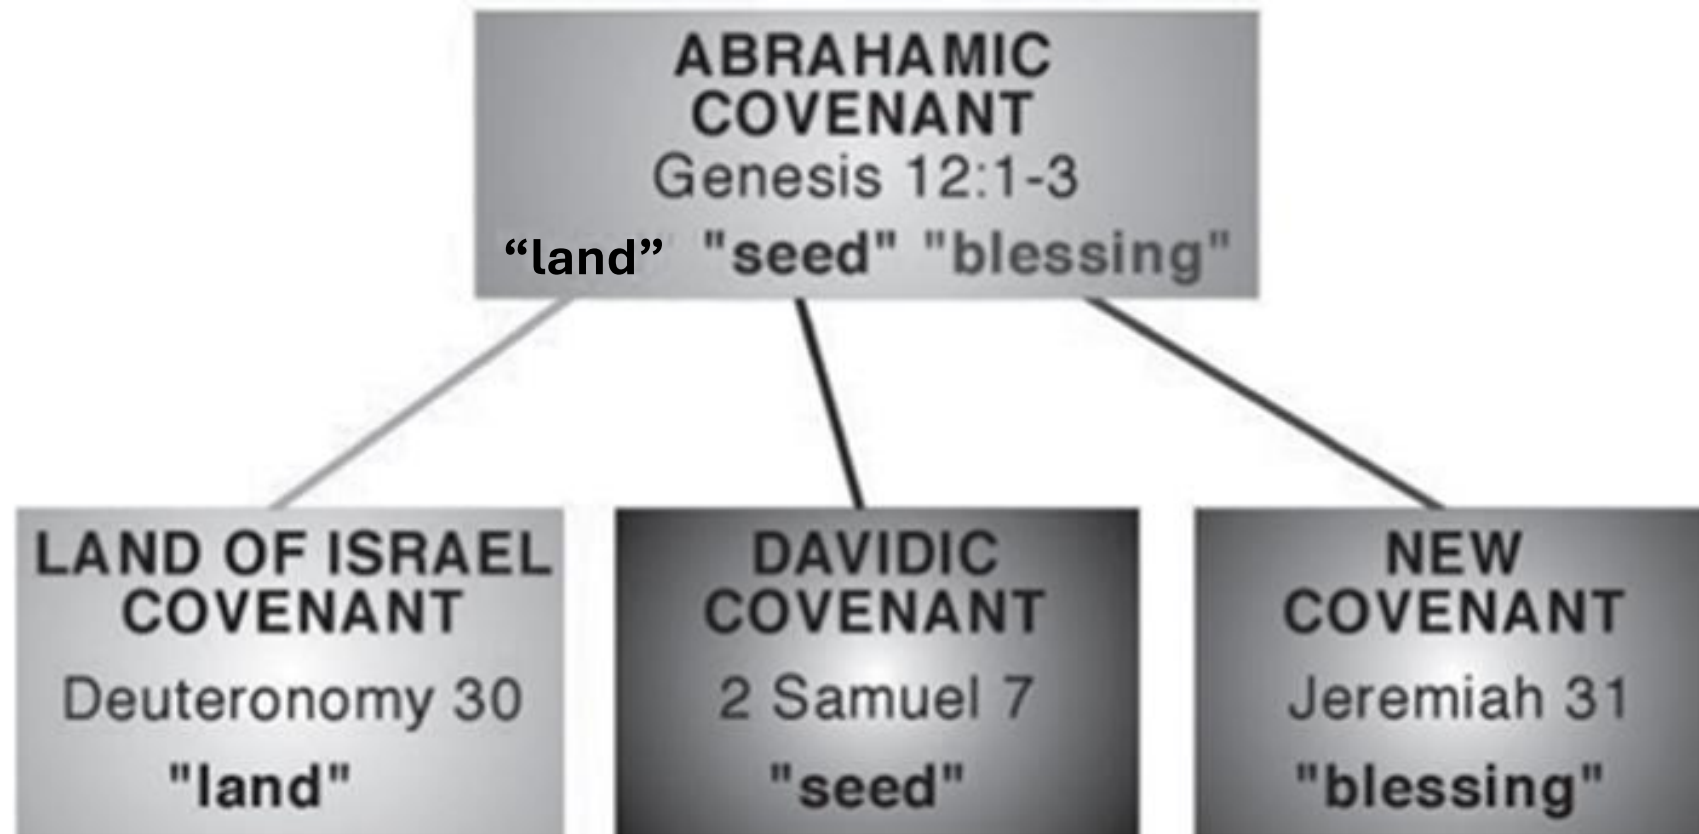 ABRAHAMIC
COVENANT
Genesis 12:1-3
“land” "seed" "blessing"
LAND OF ISRAEL
COVENANT
Deuteronomy 30
"land"
DAVIDIC
COVENANT
2 Samuel 7
"seed"
NEW
COVENANT
Jeremiah 31
"blessing"